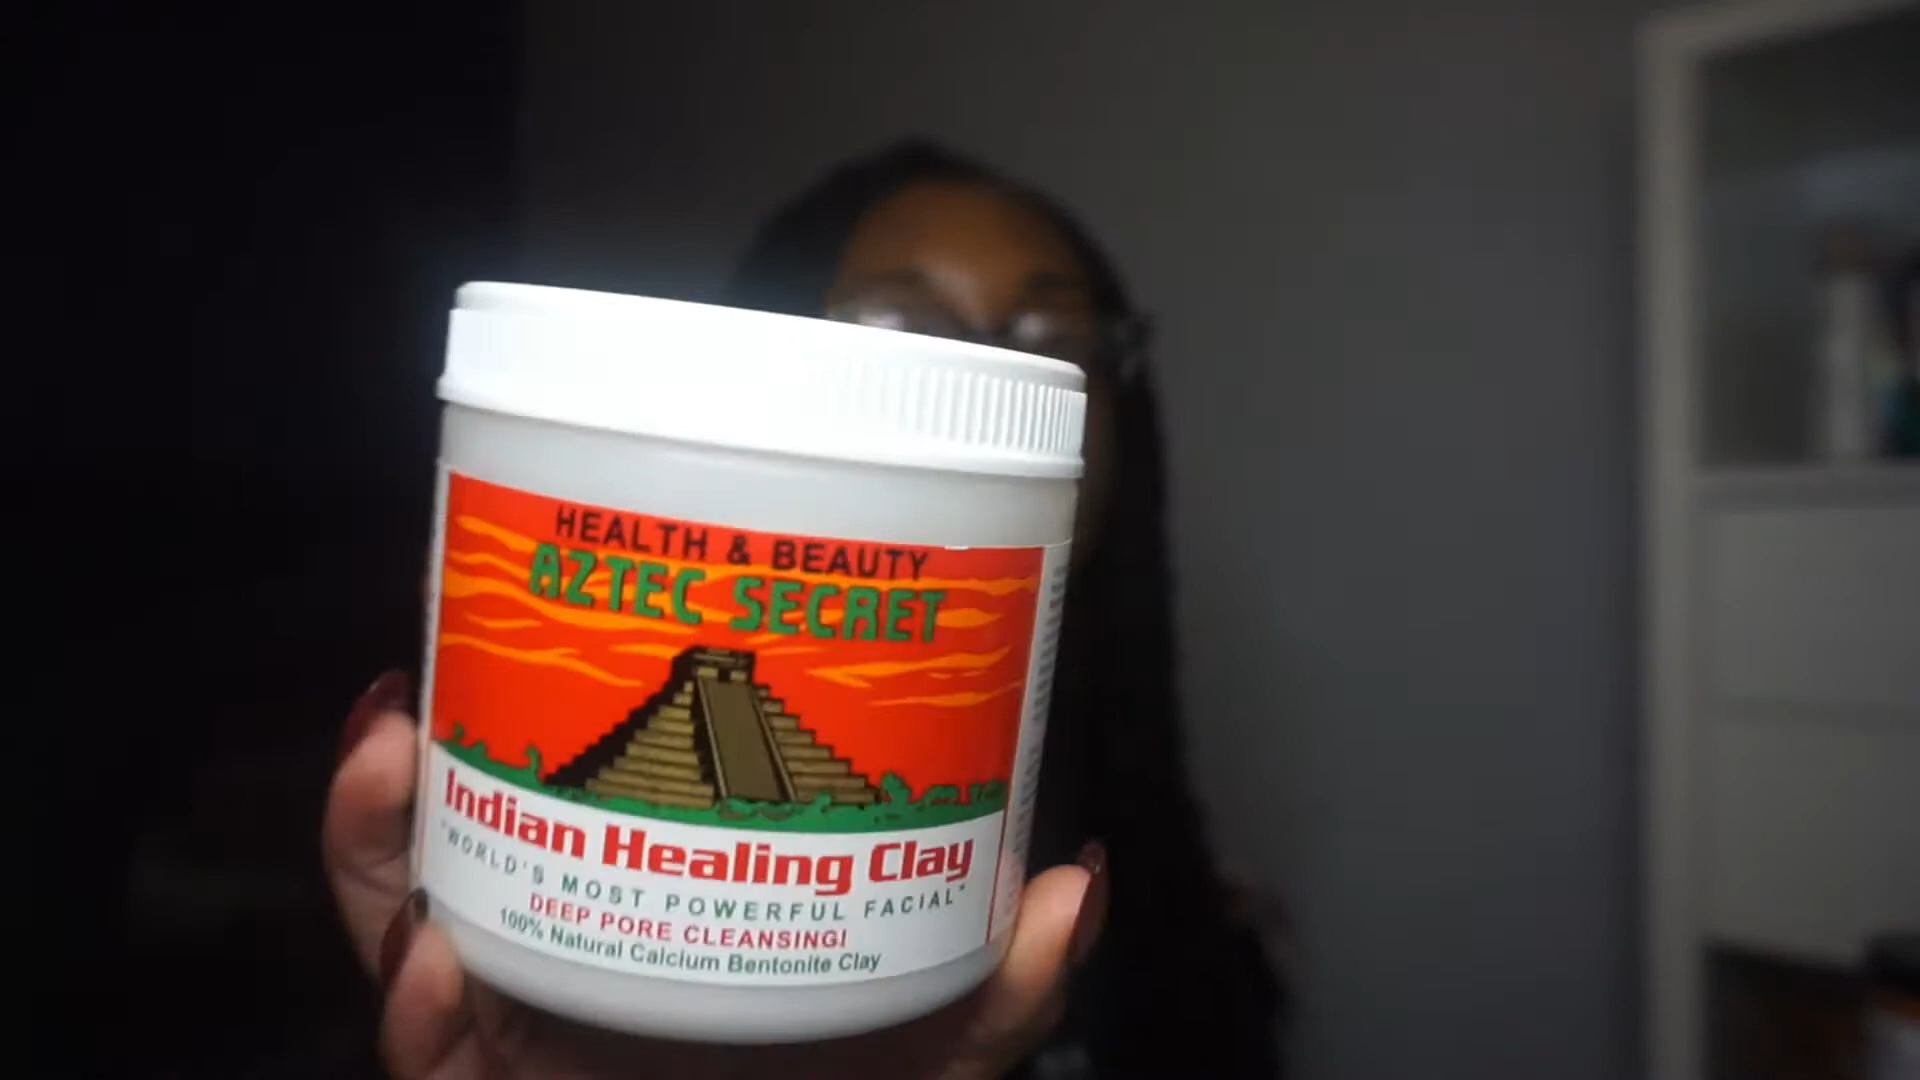 HEALTH & BEAUTY
AZTEC SECRET
Indian Healing Clay
"WORLD'S MOST POWERFUL FACIAL"
DEEP PORE CLEANSING!
100% Natural Calcium Bentonite Clay